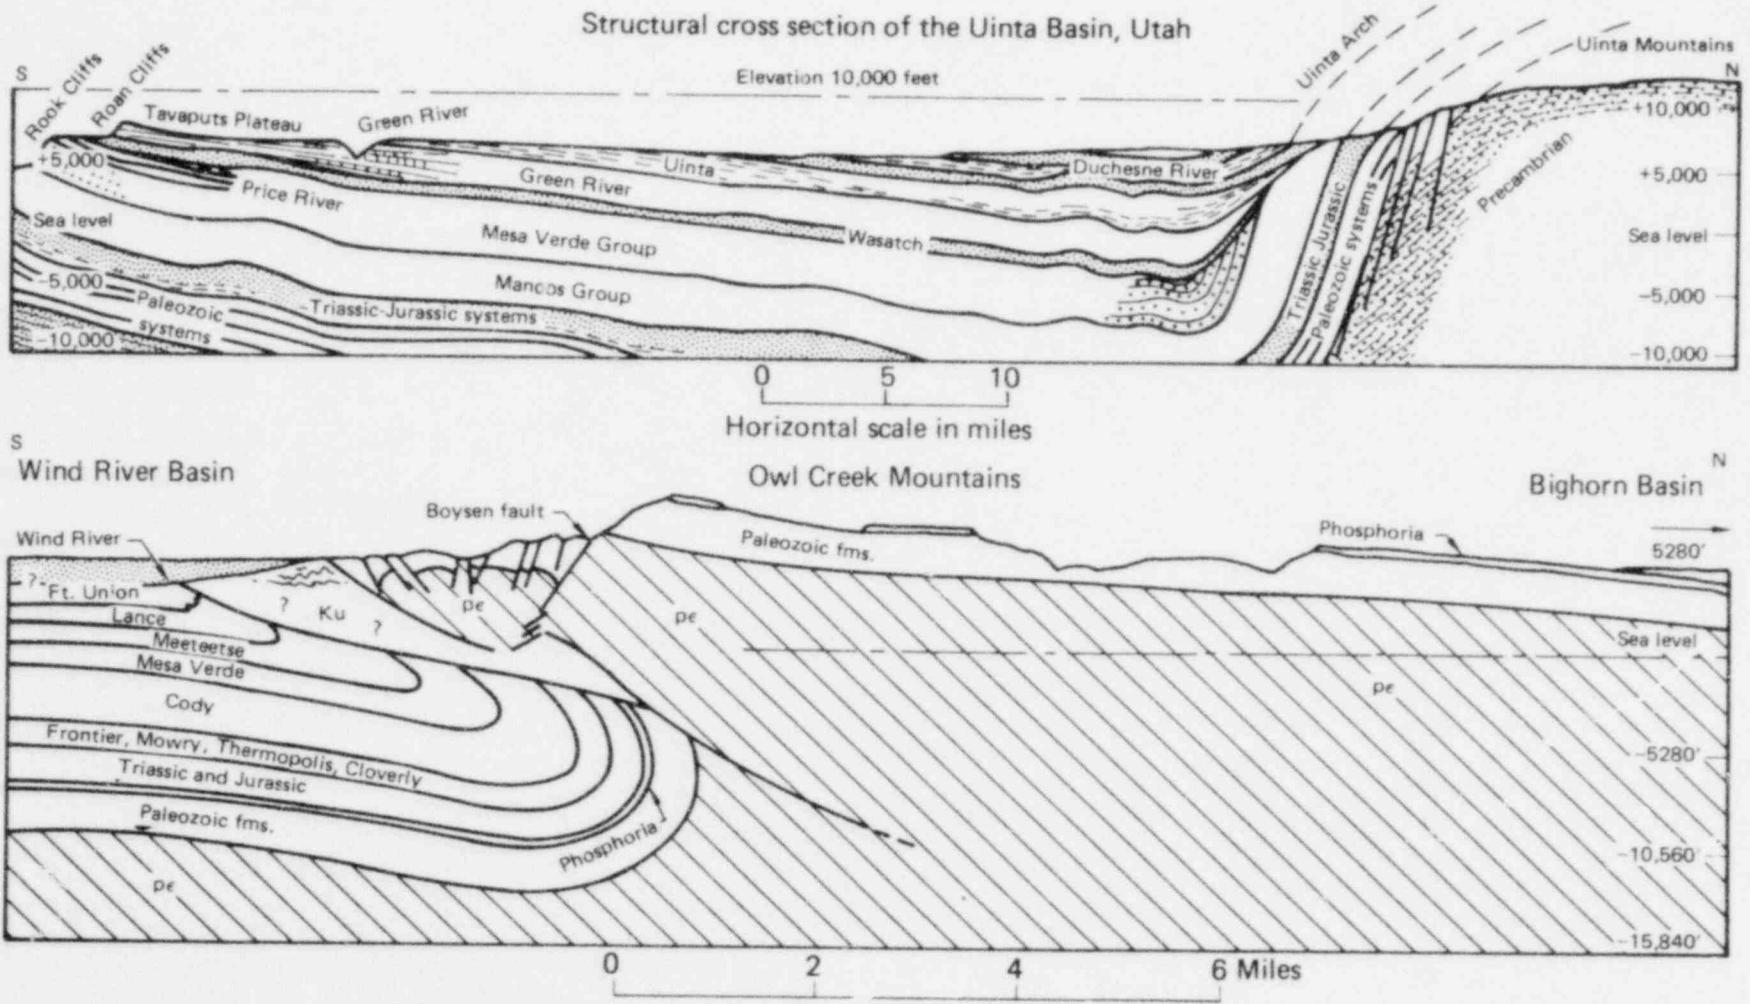 Structural cross section of the Uinta Basin, Utah
S
Rook Cliffs
Roan Cliffs
Tavaputs Plateau
Green River
Elevation 10,000 feet
Uinta Arch
Uinta Mountains
N
+5,000
Price River
Green River
Uinta
Duchesne River
+10,000
Precambrian
+5,000
Sea level
Mesa Verde Group
Wasatch
Triassic Jurassic
Paleozoic systems
Sea level
-5,000
Mancos Group
-5,000
Paleozoic
systems
Triassic-Jurassic systems
-10,000
-10,000
0 5 10
Horizontal scale in miles
S
Wind River Basin
Owl Creek Mountains
N
Bighorn Basin
Boysen fault
Wind River
Paleozoic fms.
Phosphoria
5280'
?
Ft. Union
?
Ku
?
pϵ
pϵ
Lance
Meeteetse
Mesa Verde
Sea level
Cody
pϵ
Frontier, Mowry, Thermopolis, Cloverly
-5280'
Triassic and Jurassic
Paleozoic fms.
Phosphoria
-10,560'
pϵ
-15,840'
0 2 4 6 Miles